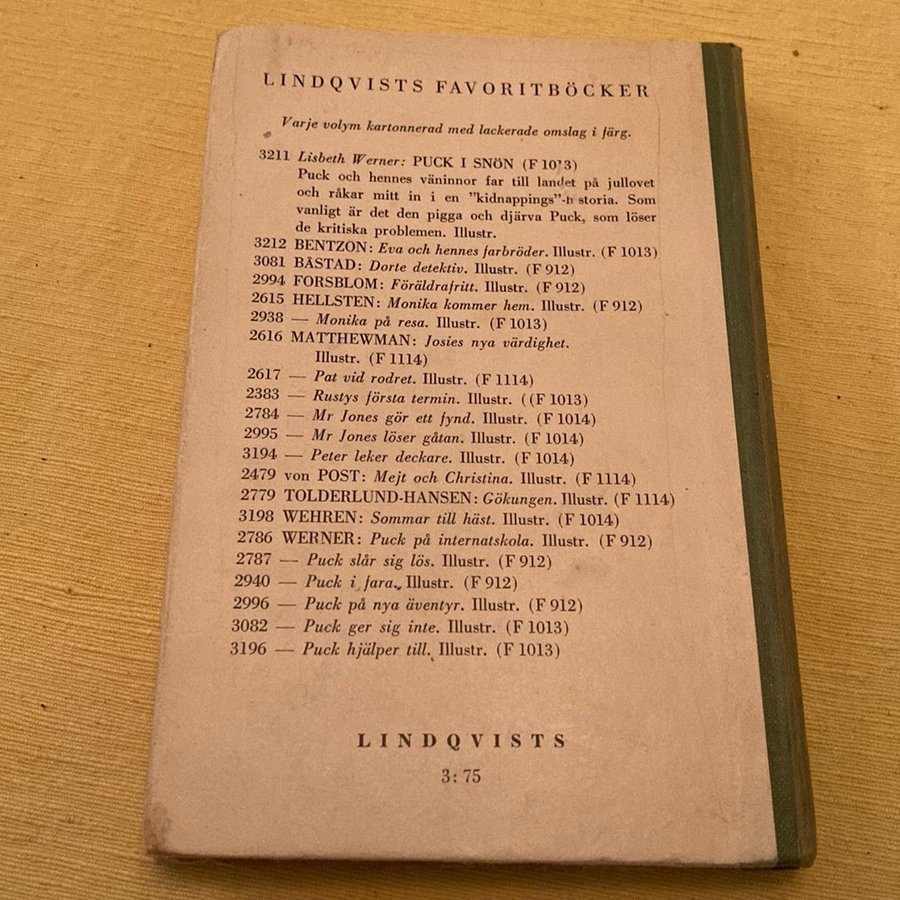 LINDQVISTS FAVORITBÖCKER
Varje volym kartonnerad med lackerade omslag i färg.
3211 Lisbeth Werner: PUCK I SNÖN (F 1013)
Puck och hennes väninnor far till landet på jullovet
och råkar mitt in i en ”kidnappings”-historia. Som
vanligt är det den pigga och djärva Puck, som löser
de kritiska problemen. Illustr.
3212 BENTZON: Eva och hennes farbröder. Illustr. (F 1013)
3081 BÅSTAD: Dorte detektiv. Illustr. (F 912)
2994 FORSBLOM: Föräldrafritt. Illustr. (F 912)
2615 HELLSTEN: Monika kommer hem. Illustr. (F 912)
2938 — Monika på resa. Illustr. (F 1013)
2616 MATTHEWMAN: Josies nya värdighet.
Illustr. (F 1114)
2617 — Pat vid rodret. Illustr. (F 1114)
2383 — Rustys första termin. Illustr. ((F 1013)
2784 — Mr Jones gör ett fynd. Illustr. (F 1014)
2995 — Mr Jones löser gåtan. Illustr. (F 1014)
3194 — Peter leker deckare. Illustr. (F 1014)
2479 von POST: Mejt och Christina. Illustr. (F 1114)
2779 TOLDERLUND-HANSEN: Gökungen. Illustr. (F 1114)
3198 WEHREN: Sommar till häst. Illustr. (F 1014)
2786 WERNER: Puck på internatskola. Illustr. (F 912)
2787 — Puck slår sig lös. Illustr. (F 912)
2940 — Puck i fara. Illustr. (F 912)
2996 — Puck på nya äventyr. Illustr. (F 912)
3082 — Puck ger sig inte. Illustr. (F 1013)
3196 — Puck hjälper till. Illustr. (F 1013)
LINDQVISTS
3:75